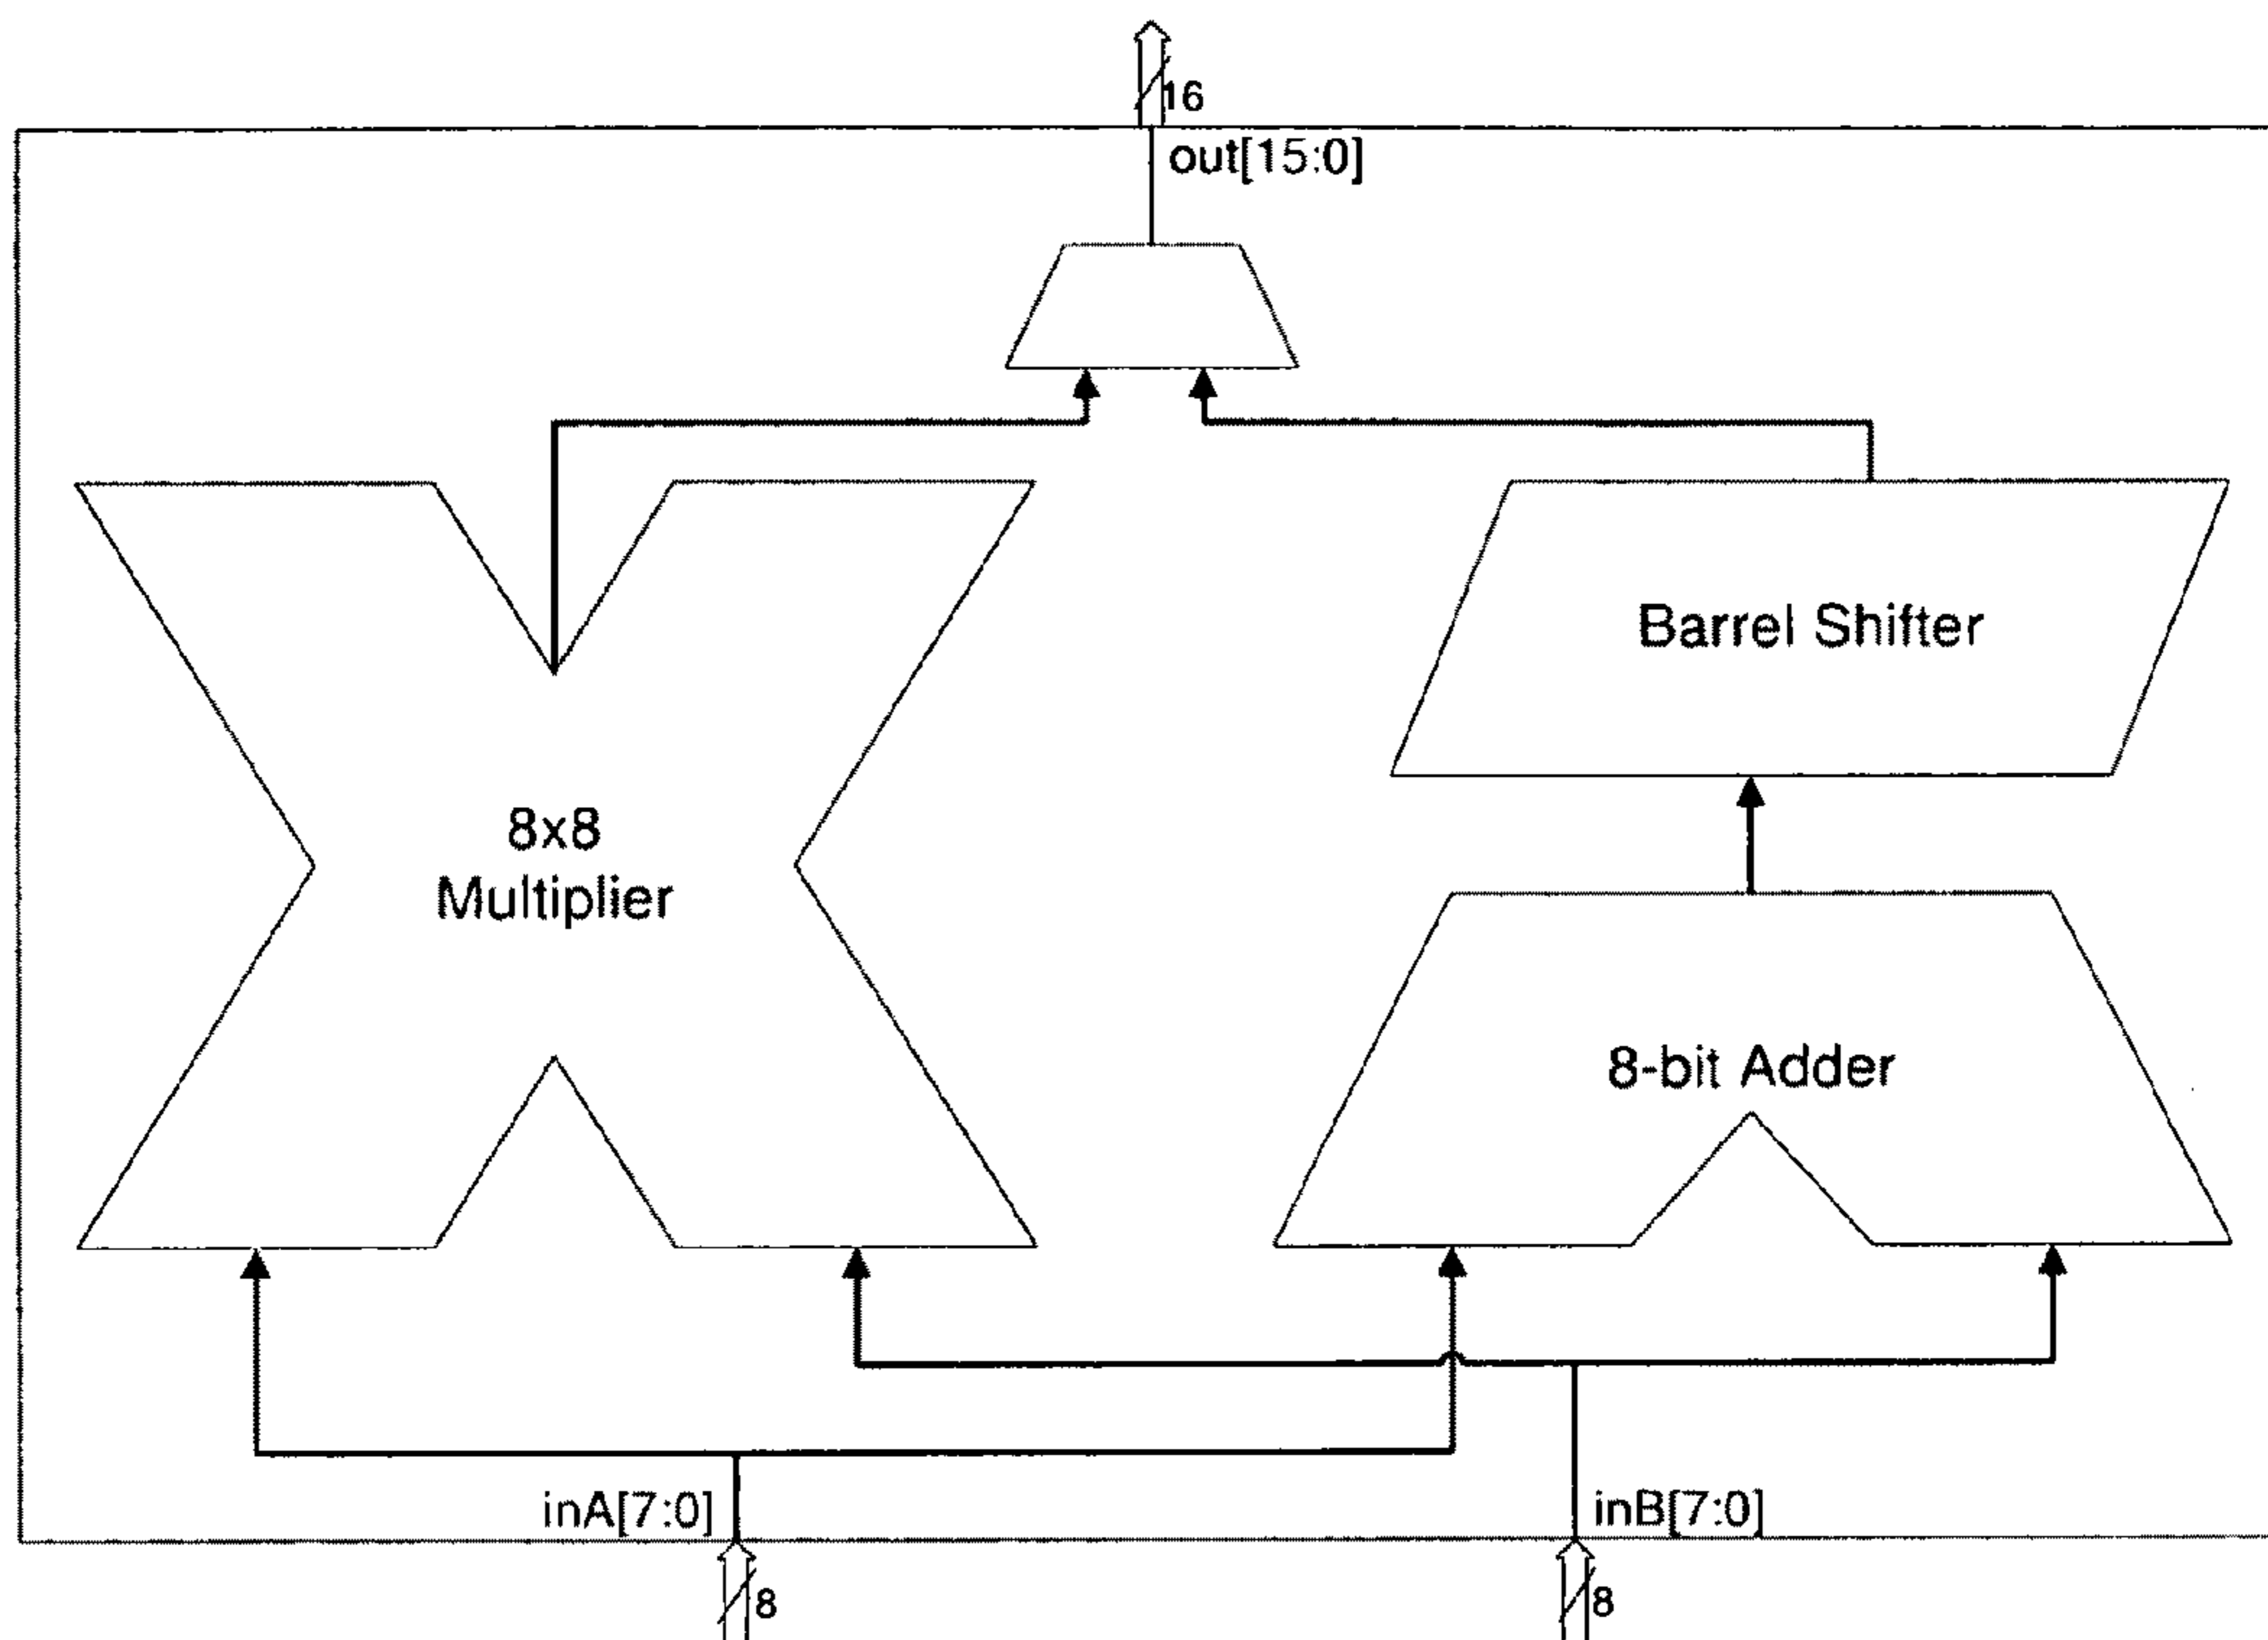 16
out[15:0]
Barrel Shifter
8x8
Multiplier
8-bit Adder
inA[7:0]
inB[7:0]
8
8